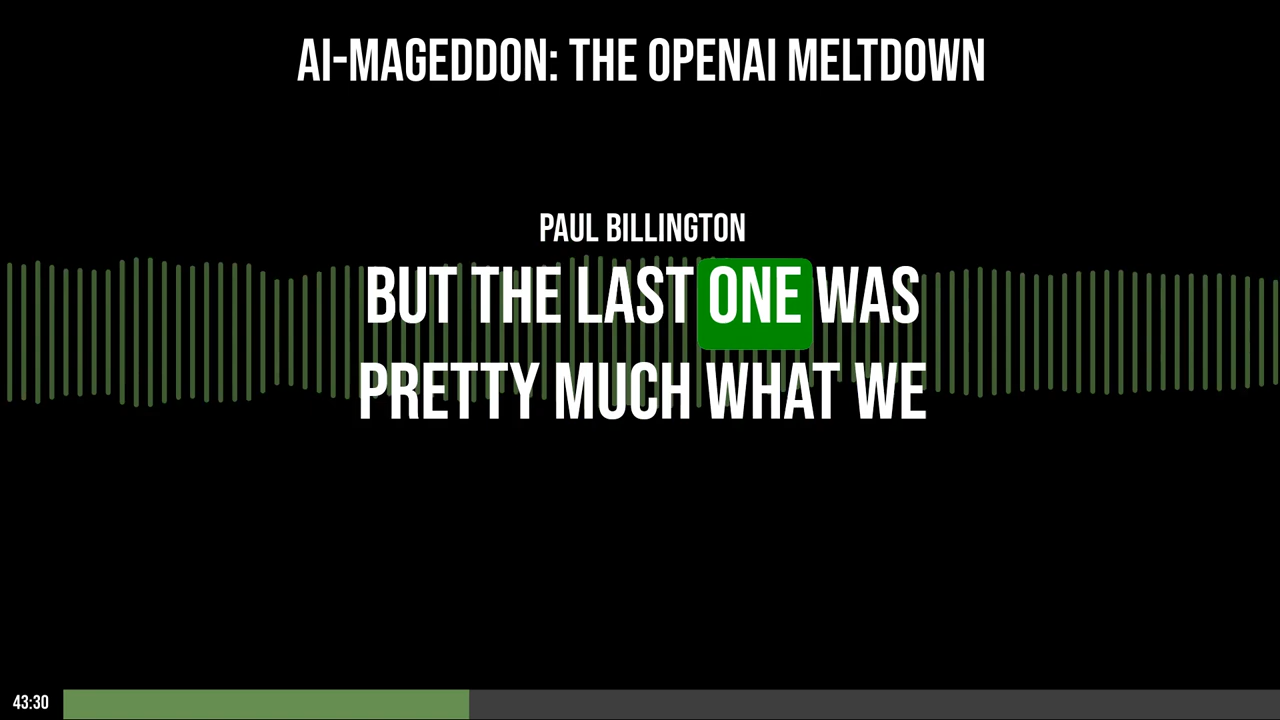 AI-MAGEDDON: THE OPENAI MELTDOWN
PAUL BILLINGTON
BUT THE LAST ONE WAS
PRETTY MUCH WHAT WE
43:30